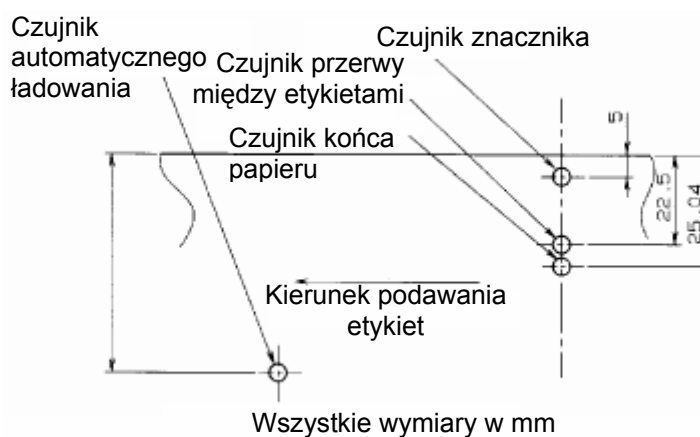 Czujnik
automatycznego
ładowania
Czujnik znacznika
Czujnik przerwy
między etykietami
Czujnik końca
papieru
5
22.5
25.04
Kierunek podawania
etykiet
Wszystkie wymiary w mm